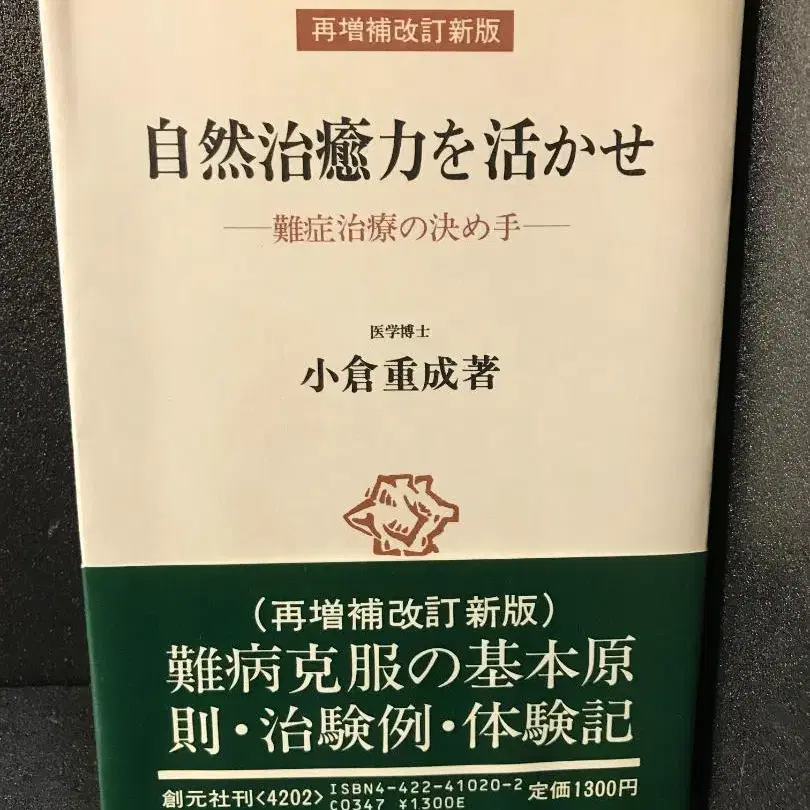 再増補改訂新版
自然治癒力を活かせ
―難症治療の決め手―
医学博士
小倉重成著
(再増補改訂新版)
難病克服の基本原
則・治験例・体験記
創元社刊<4202> ISBN4-422-41020-2 定価1300円
C0347 ¥1300E